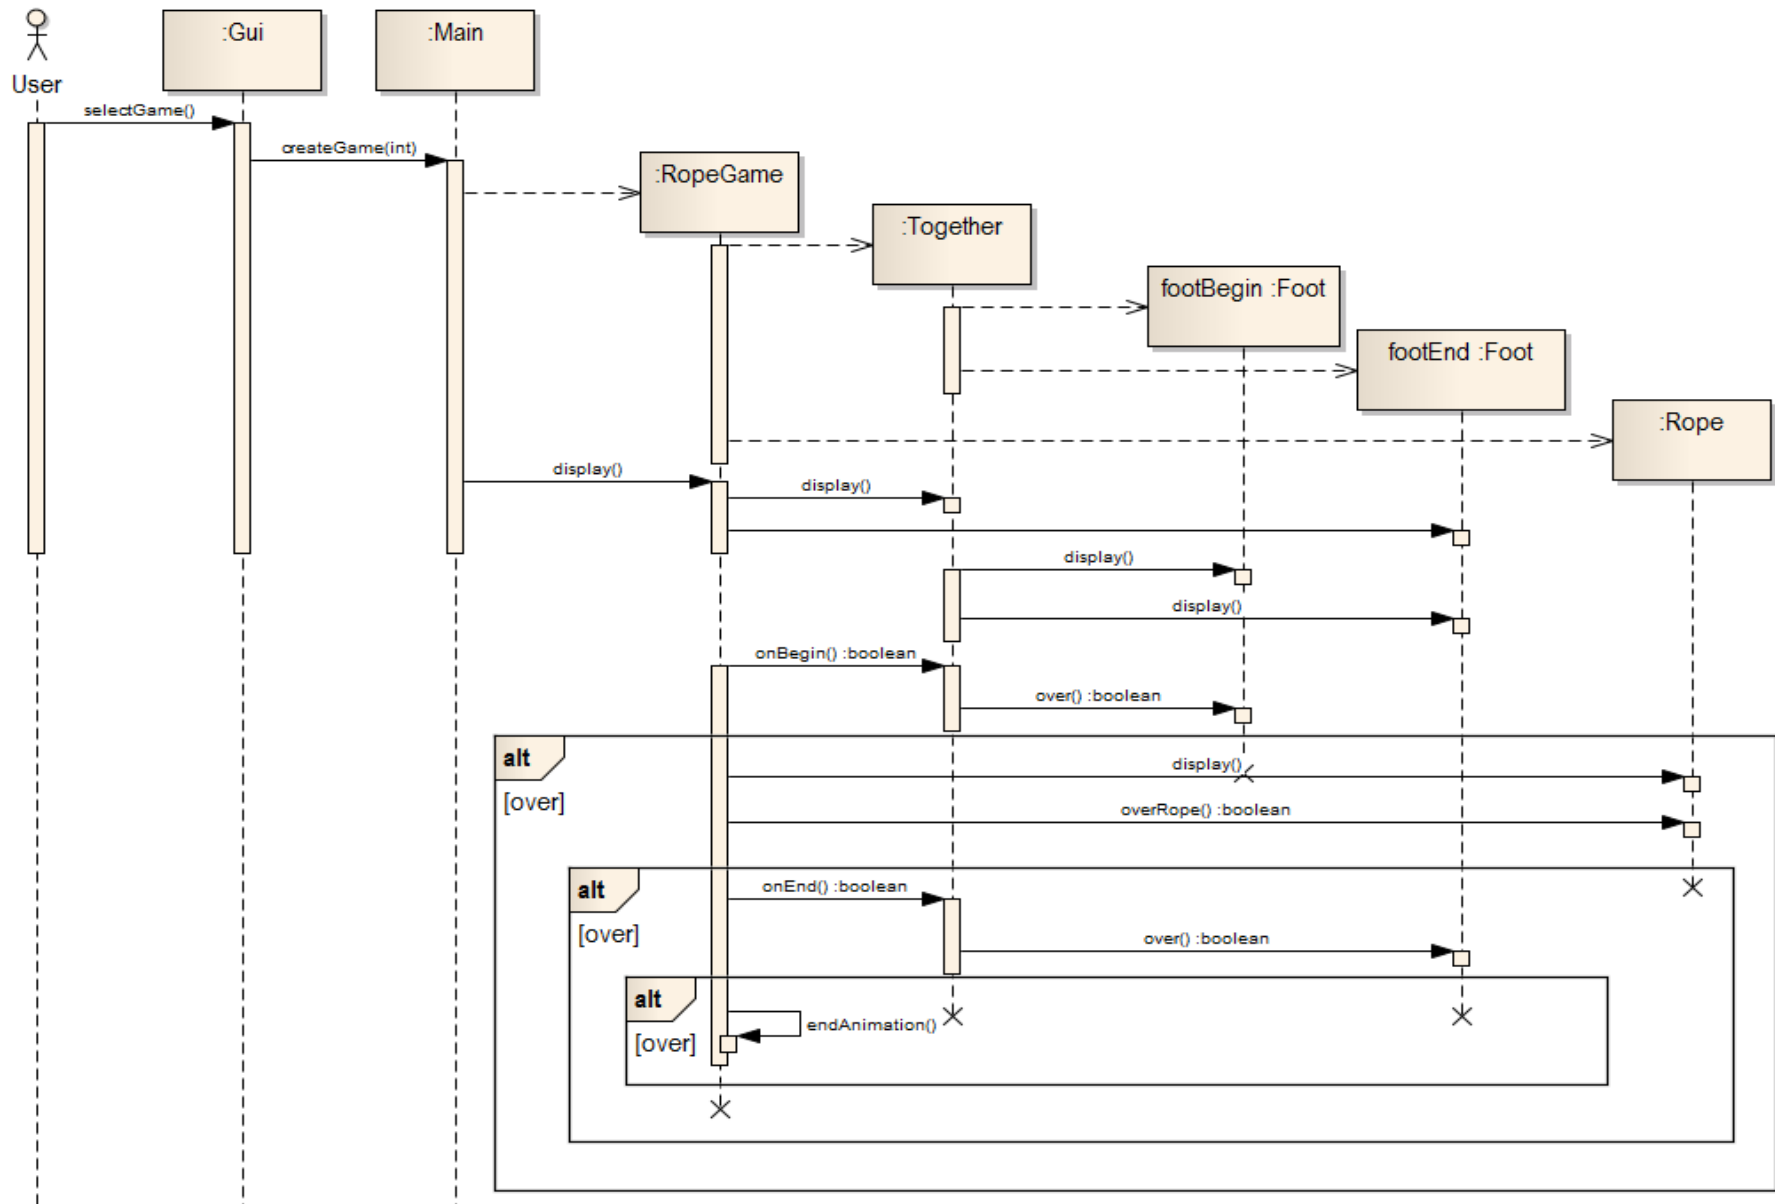 :Gui
:Main
User
selectGame()
createGame(int)
:RopeGame
:Together
footBegin :Foot
footEnd :Foot
:Rope
display()
display()
display()
display()
onBegin() :boolean
over() :boolean
alt
display()
[over]
overRope() :boolean
alt
onEnd() :boolean
[over]
over() :boolean
alt
endAnimation()
[over]